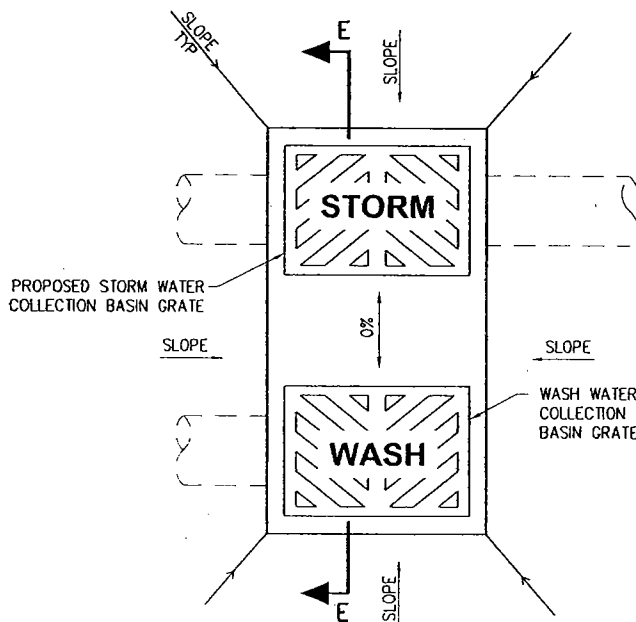 SLOPE
TYP
E
SLOPE
STORM
PROPOSED STORM WATER
COLLECTION BASIN GRATE
0%
SLOPE
SLOPE
WASH WATER
COLLECTION
BASIN GRATE
WASH
E
SLOPE